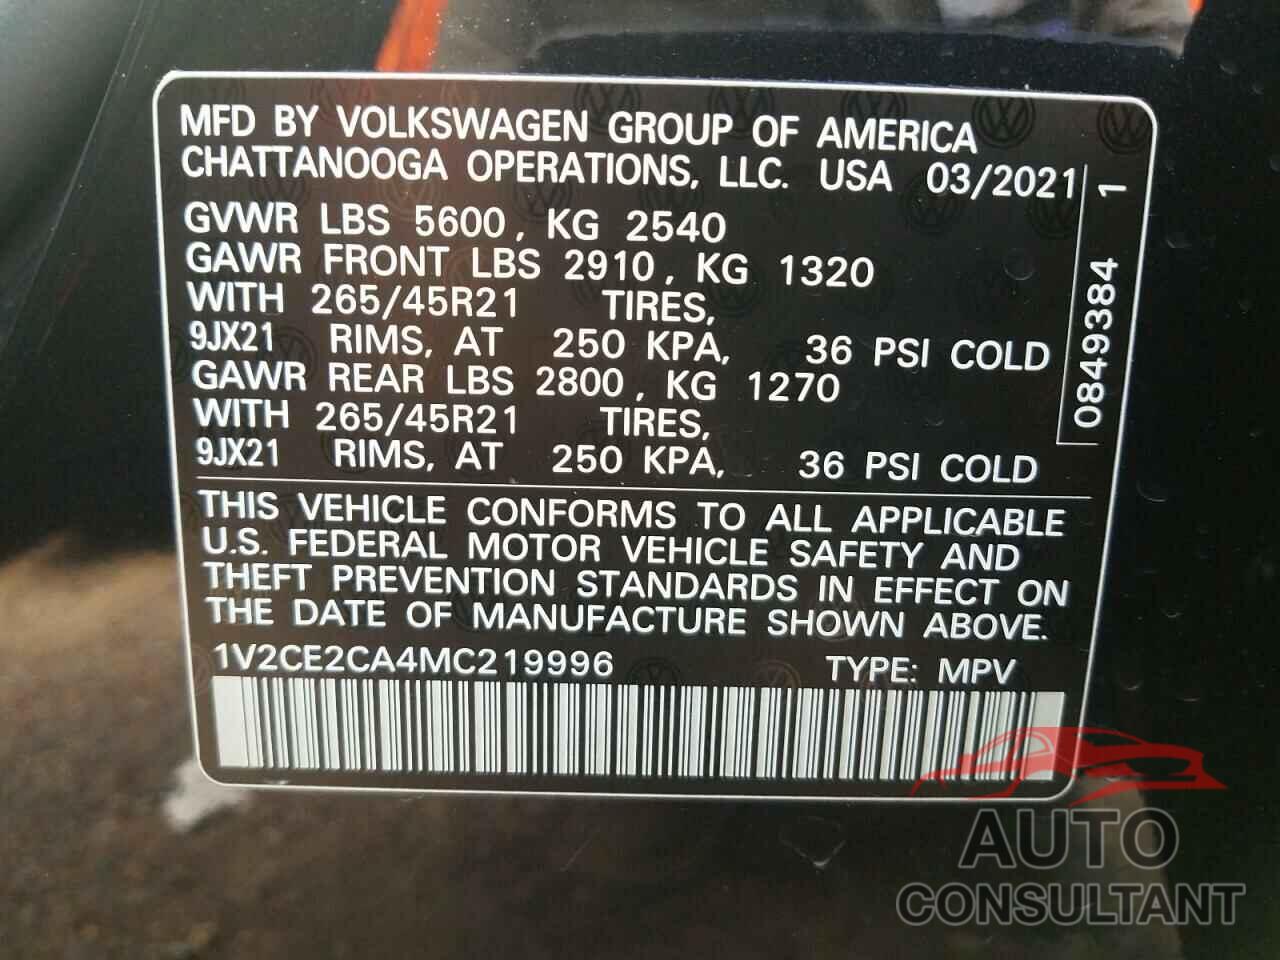 MFD BY VOLKSWAGEN GROUP OF AMERICA
CHATTANOOGA OPERATIONS, LLC. USA 03/2021
GVWR LBS 5600, KG 2540
GAWR FRONT LBS 2910, KG 1320
WITH 265/45R21 TIRES,
9JX21 RIMS, AT 250 KPA, 36 PSI COLD
GAWR REAR LBS 2800, KG 1270
WITH 265/45R21 TIRES,
9JX21 RIMS, AT 250 KPA, 36 PSI COLD
0849384 1
THIS VEHICLE CONFORMS TO ALL APPLICABLE
U.S. FEDERAL MOTOR VEHICLE SAFETY AND
THEFT PREVENTION STANDARDS IN EFFECT ON
THE DATE OF MANUFACTURE SHOWN ABOVE.
1V2CE2CA4MC219996 TYPE: MPV
AUTO
CONSULTANT